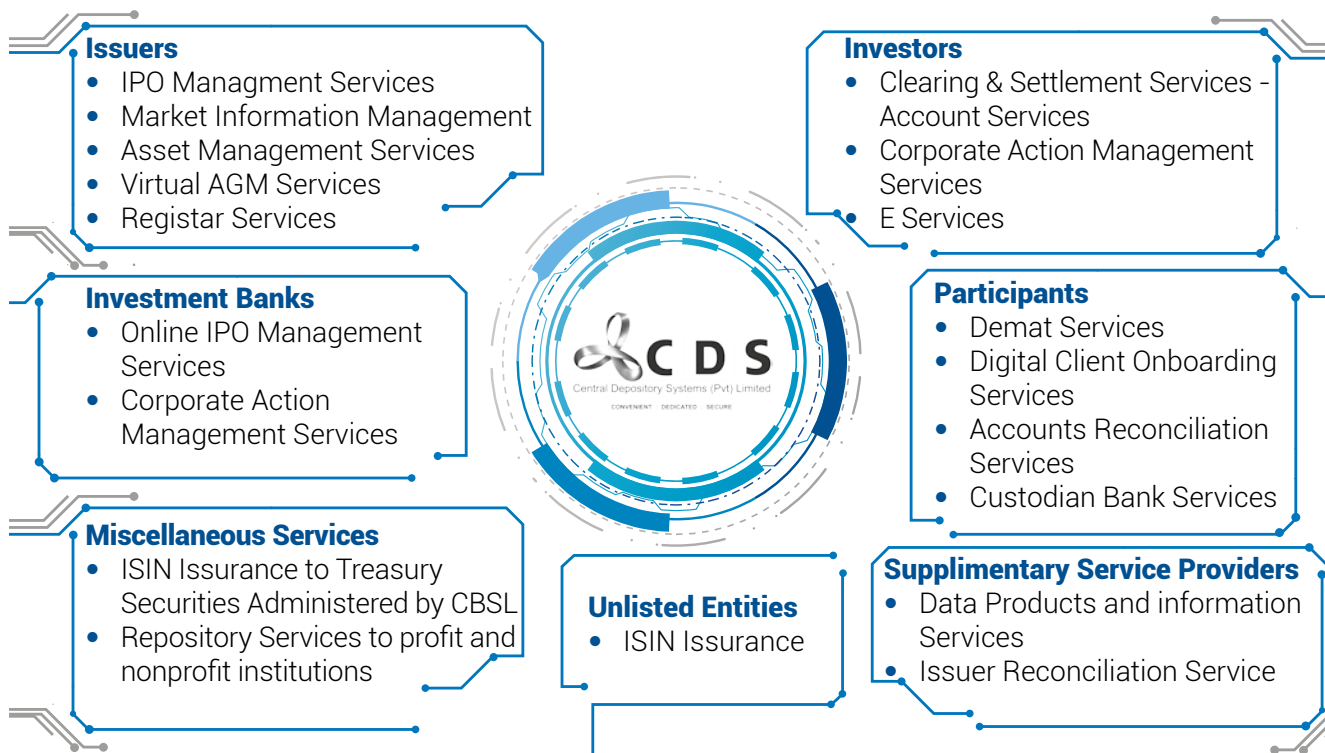 Issuers
• IPO Managment Services
• Market Information Management
• Asset Management Services
• Virtual AGM Services
• Registar Services
Investment Banks
• Online IPO Management
Services
• Corporate Action
Management Services
Miscellaneous Services
• ISIN Issurance to Treasury
Securities Administered by CBSL
• Repository Services to profit and
nonprofit institutions
CDS
Central Depository Systems (Pvt) Limited
CONVENIENT . DEDICATED . SECURE
Unlisted Entities
• ISIN Issurance
Investors
• Clearing & Settlement Services -
Account Services
• Corporate Action Management
Services
• E Services
Participants
• Demat Services
• Digital Client Onboarding
Services
• Accounts Reconciliation
Services
• Custodian Bank Services
Supplimentary Service Providers
• Data Products and information
Services
• Issuer Reconciliation Service